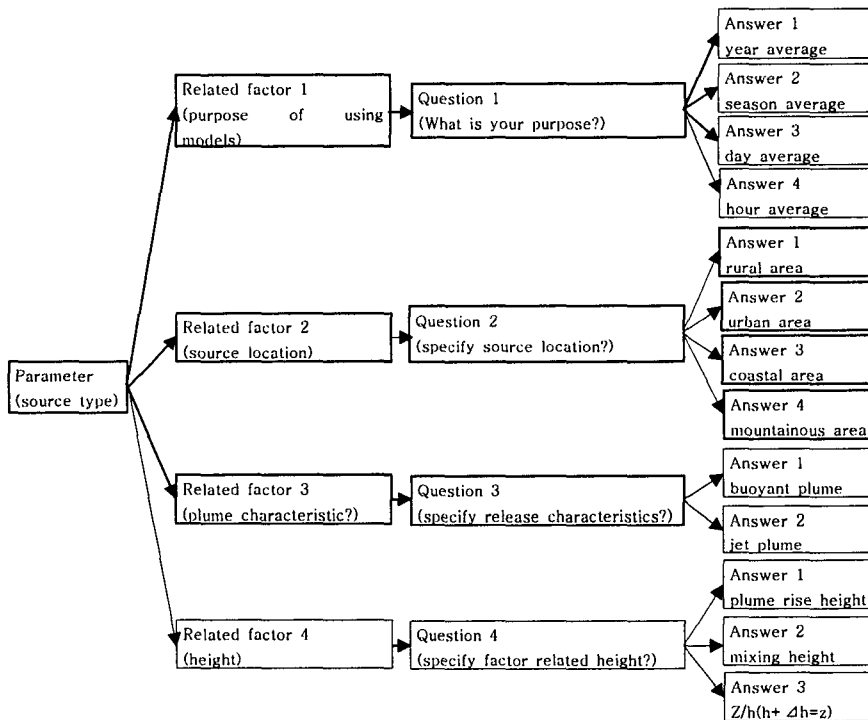 Parameter
(source type)
Related factor 1
(purpose of using
models)
Question 1
(What is your purpose?)
Answer 1
year average
Answer 2
season average
Answer 3
day average
Answer 4
hour average
Related factor 2
(source location)
Question 2
(specify source location?)
Answer 1
rural area
Answer 2
urban area
Answer 3
coastal area
Answer 4
mountainous area
Related factor 3
(plume characteristic?)
Question 3
(specify release characteristics?)
Answer 1
buoyant plume
Answer 2
jet plume
Related factor 4
(height)
Question 4
(specify factor related height?)
Answer 1
plume rise height
Answer 2
mixing height
Answer 3
Z/h(h+ ⊿h=z)